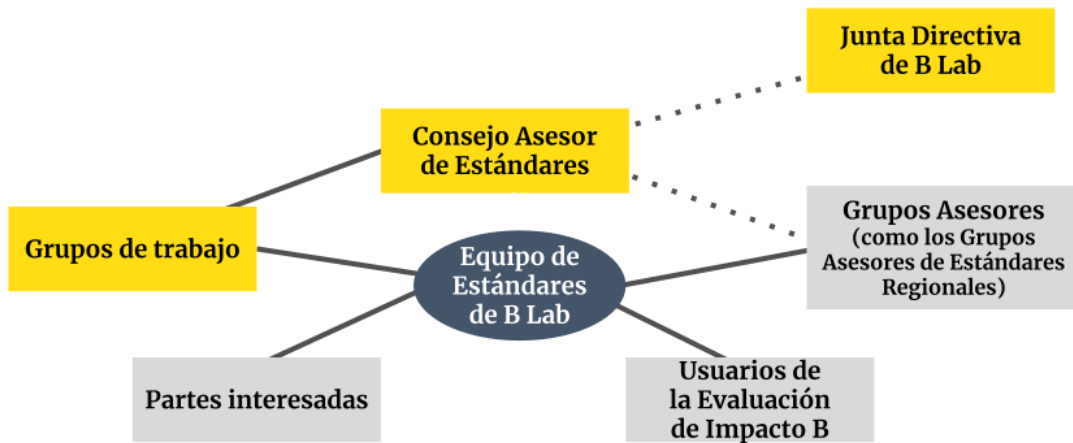 Junta Directiva
de B Lab
Consejo Asesor
de Estándares
Grupos Asesores
(como los Grupos
Asesores de Estándares
Regionales)
Grupos de trabajo
Equipo de
Estándares
de B Lab
Partes interesadas
Usuarios de
la Evaluación
de Impacto B